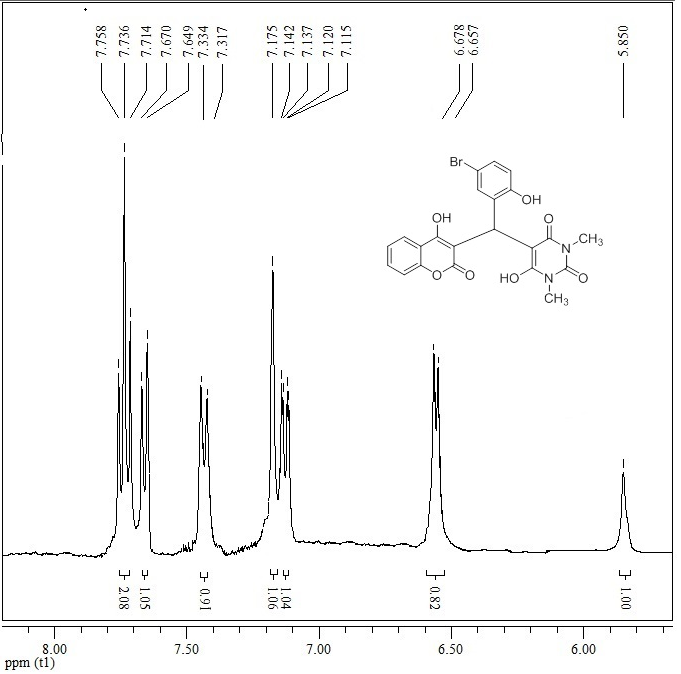 7.758
7.736
7.714
7.670
7.649
7.334
7.317
7.175
7.142
7.137
7.120
7.115
6.678
6.657
5.850
Br
OH
OH
O
CH3
N
O
O
HO
N
O
CH3
2.08
1.05
0.91
1.06
1.04
0.82
1.00
8.00
7.50
7.00
6.50
6.00
ppm (t1)